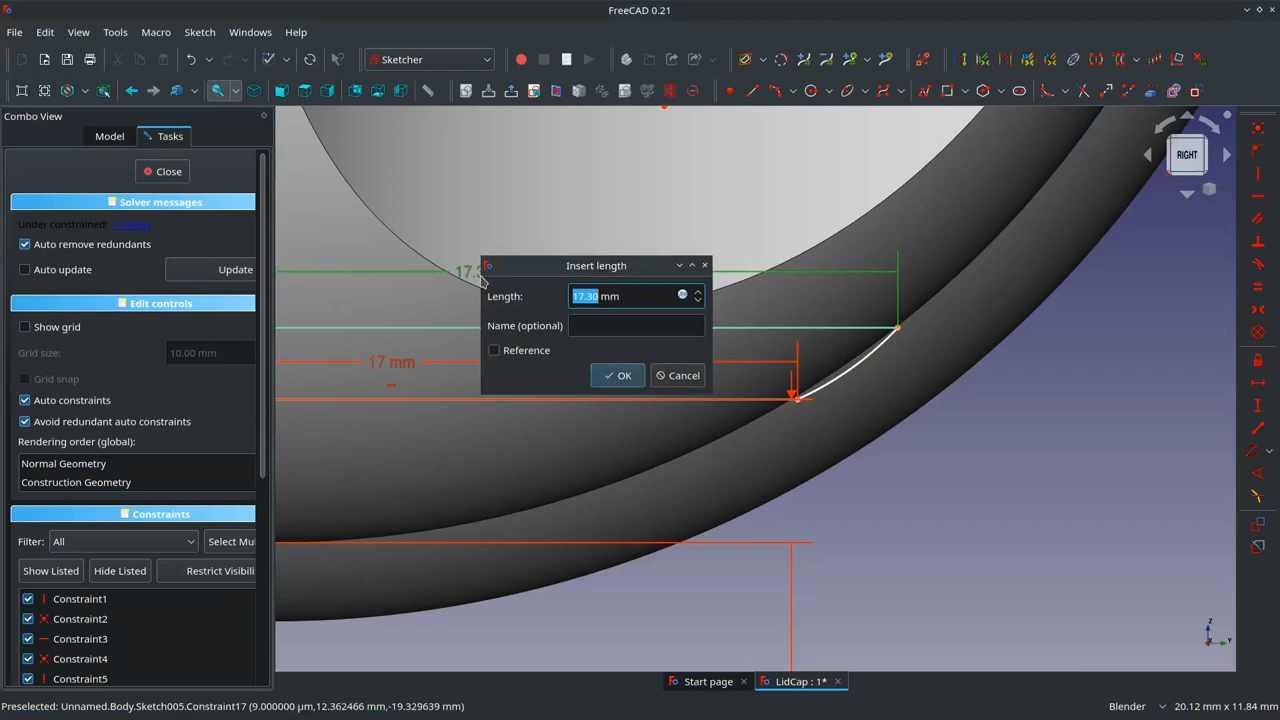 FreeCAD 0.21
File Edit View Tools Macro Sketch Windows Help
Sketcher
Combo View
Model Tasks
Close
Solver messages
Under constrained:
Auto remove redundants
Auto update
Update
Edit controls
Show grid
Grid size: 10.00 mm
Grid snap
Auto constraints
Avoid redundant auto constraints
Rendering order (global):
Normal Geometry
Construction Geometry
Constraints
Filter: All Select Mu
Show Listed Hide Listed Restrict Visibili
Constraint1
Constraint2
Constraint3
Constraint4
Constraint5
RIGHT
17.
17 mm
Insert length
Length: 17.30 mm
Name (optional)
Reference
OK Cancel
Z
X Y
Start page LidCap : 1*
Preselected: Unnamed.Body.Sketch005.Constraint17 (9.000000 µm,12.362466 mm,-19.329639 mm)
Blender 20.12 mm x 11.84 mm